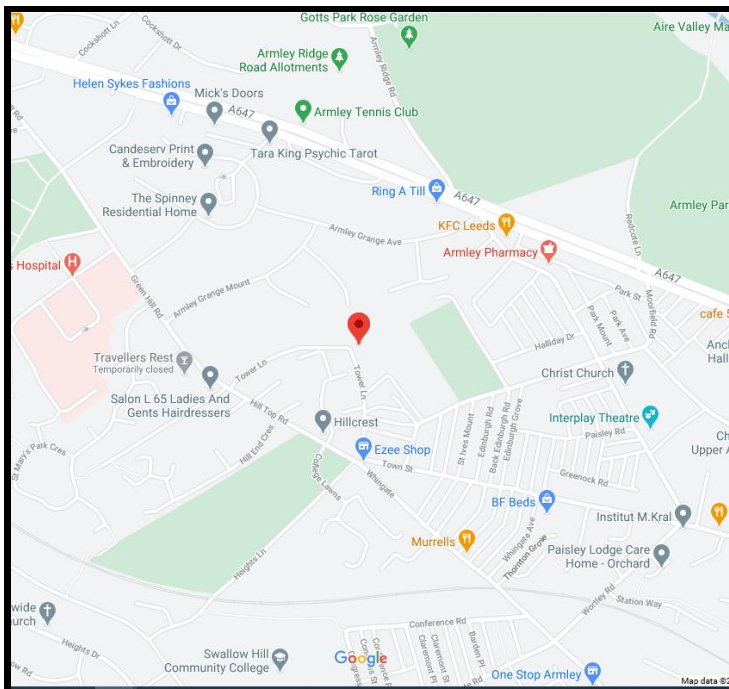 Gotts Park Rose Garden
Cockshott Ln
Cockshott Dr
Aire Valley Ma
Armley Ridge
Road Allotments
Armley Ridge Rd
Helen Sykes Fashions
Mick's Doors
A647
Armley Tennis Club
Candeserv Print
& Embroidery
Tara King Psychic Tarot
The Spinney
Residential Home
Ring A Till
A647
Redcote Ln
Armley Par
KFC Leeds
Armley Grange Ave
Armley Pharmacy
s Hospital
H
Green Hill Rd
Armley Grange Mount
A647
Park St
Moorfield Rd
Park Mount
Park Ave
cafe 5
Halliday Dr
Anc
Hall
Travellers Rest
Temporarily closed
Tower Ln
Tower Ln
Christ Church
Salon L 65 Ladies And
Gents Hairdressers
Hill Top Rd
Hillcrest
Interplay Theatre
St Ives Mount
Edinburgh Rd
Back Edinburgh Rd
Edinburgh Grove
Paisley Rd
Ch
Upper A
St Mary's Park Cres
Hill End Cres
Ezee Shop
Town St
College Lawns
Whingate
Greenock Rd
BF Beds
Institut M.Kral
Murrells
Whingate Ave
Thornton Grove
Paisley Lodge Care
Home - Orchard
Heights Ln
Wortley Rd
Station Way
wide
urch
Conference Rd
Heights Dr
ow Rd
Swallow Hill
Community College
Google
Claremont Pl
Barden Pl
One Stop Armley
Map data ©2